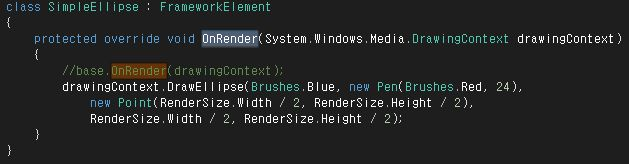 class SimpleEllipse : FrameworkElement
{
    protected override void OnRender(System.Windows.Media.DrawingContext drawingContext)
    {
        //base.OnRender(drawingContext);
        drawingContext.DrawEllipse(Brushes.Blue, new Pen(Brushes.Red, 24),
            new Point(RenderSize.Width / 2, RenderSize.Height / 2),
            RenderSize.Width / 2, RenderSize.Height / 2);
    }
}